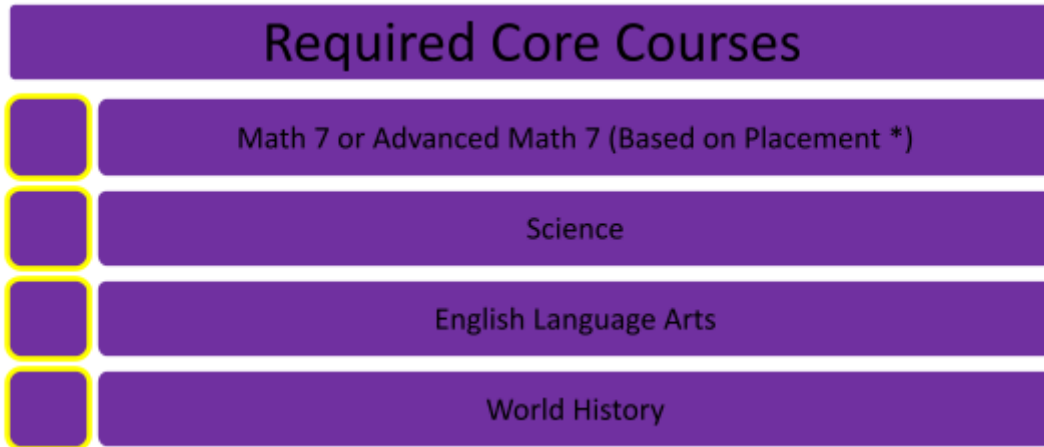 Required Core Courses
Math 7 or Advanced Math 7 (Based on Placement *)
Science
English Language Arts
World History